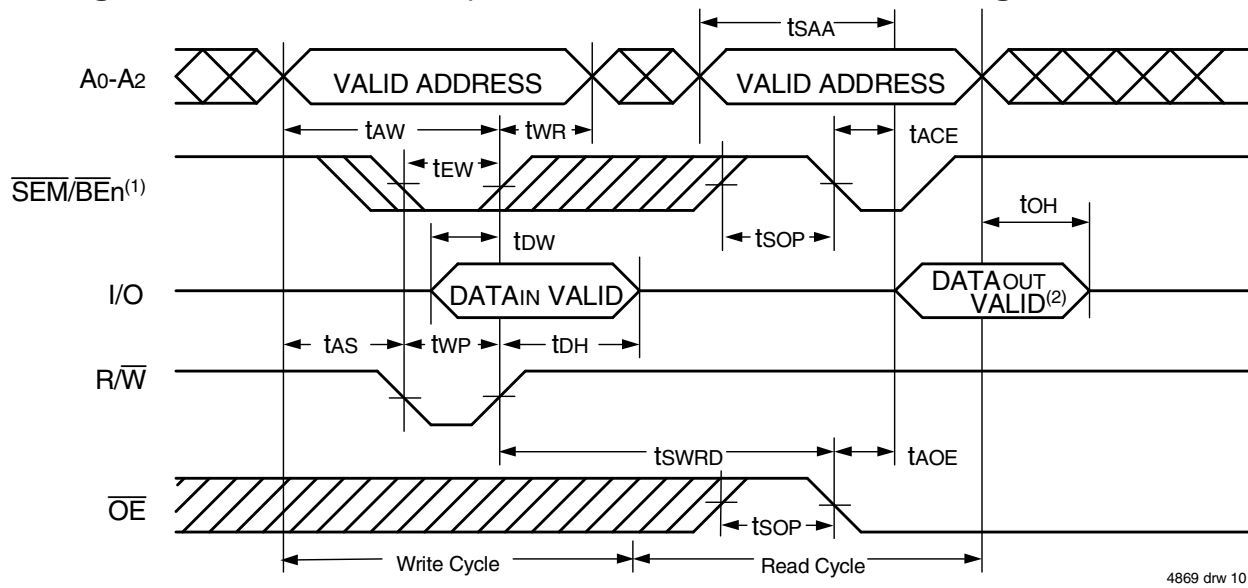 tSAA
A0-A2
VALID ADDRESS
VALID ADDRESS
tAW
tWR
tACE
tEW
SEM/BEn(1)
tSOP
tOH
tDW
I/O
DATAIN VALID
DATAOUT
VALID(2)
tAS
tWP
tDH
R/W
tSWRD
tAOE
OE
tSOP
Write Cycle
Read Cycle
4869 drw 10